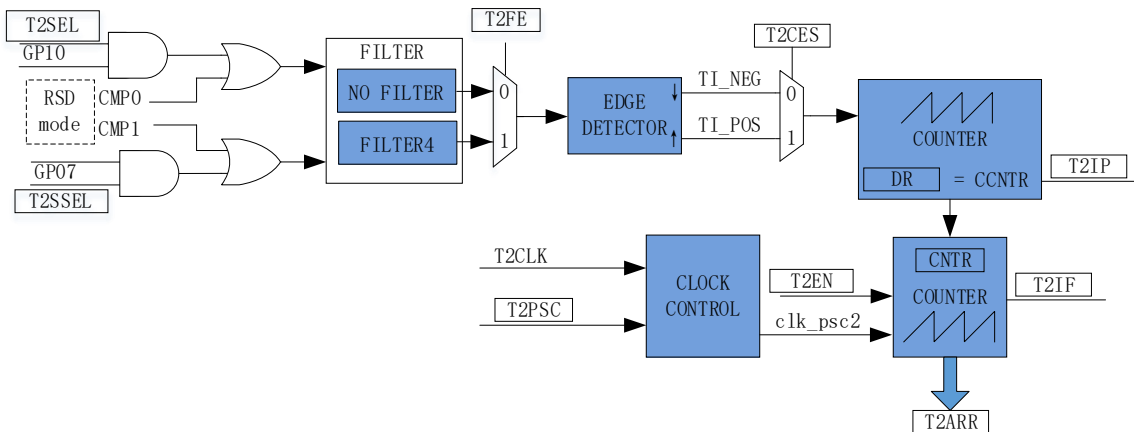 T2SEL
GP10
RSD
mode
CMP0
CMP1
GP07
T2SSEL
FILTER
NO FILTER
FILTER4
T2FE
0
1
EDGE
DETECTOR
↓
↑
TI_NEG
TI_POS
T2CES
0
1
COUNTER
DR = CCNTR
T2IP
T2CLK
T2PSC
CLOCK
CONTROL
T2EN
clk_psc2
CNTR
COUNTER
T2IF
T2ARR